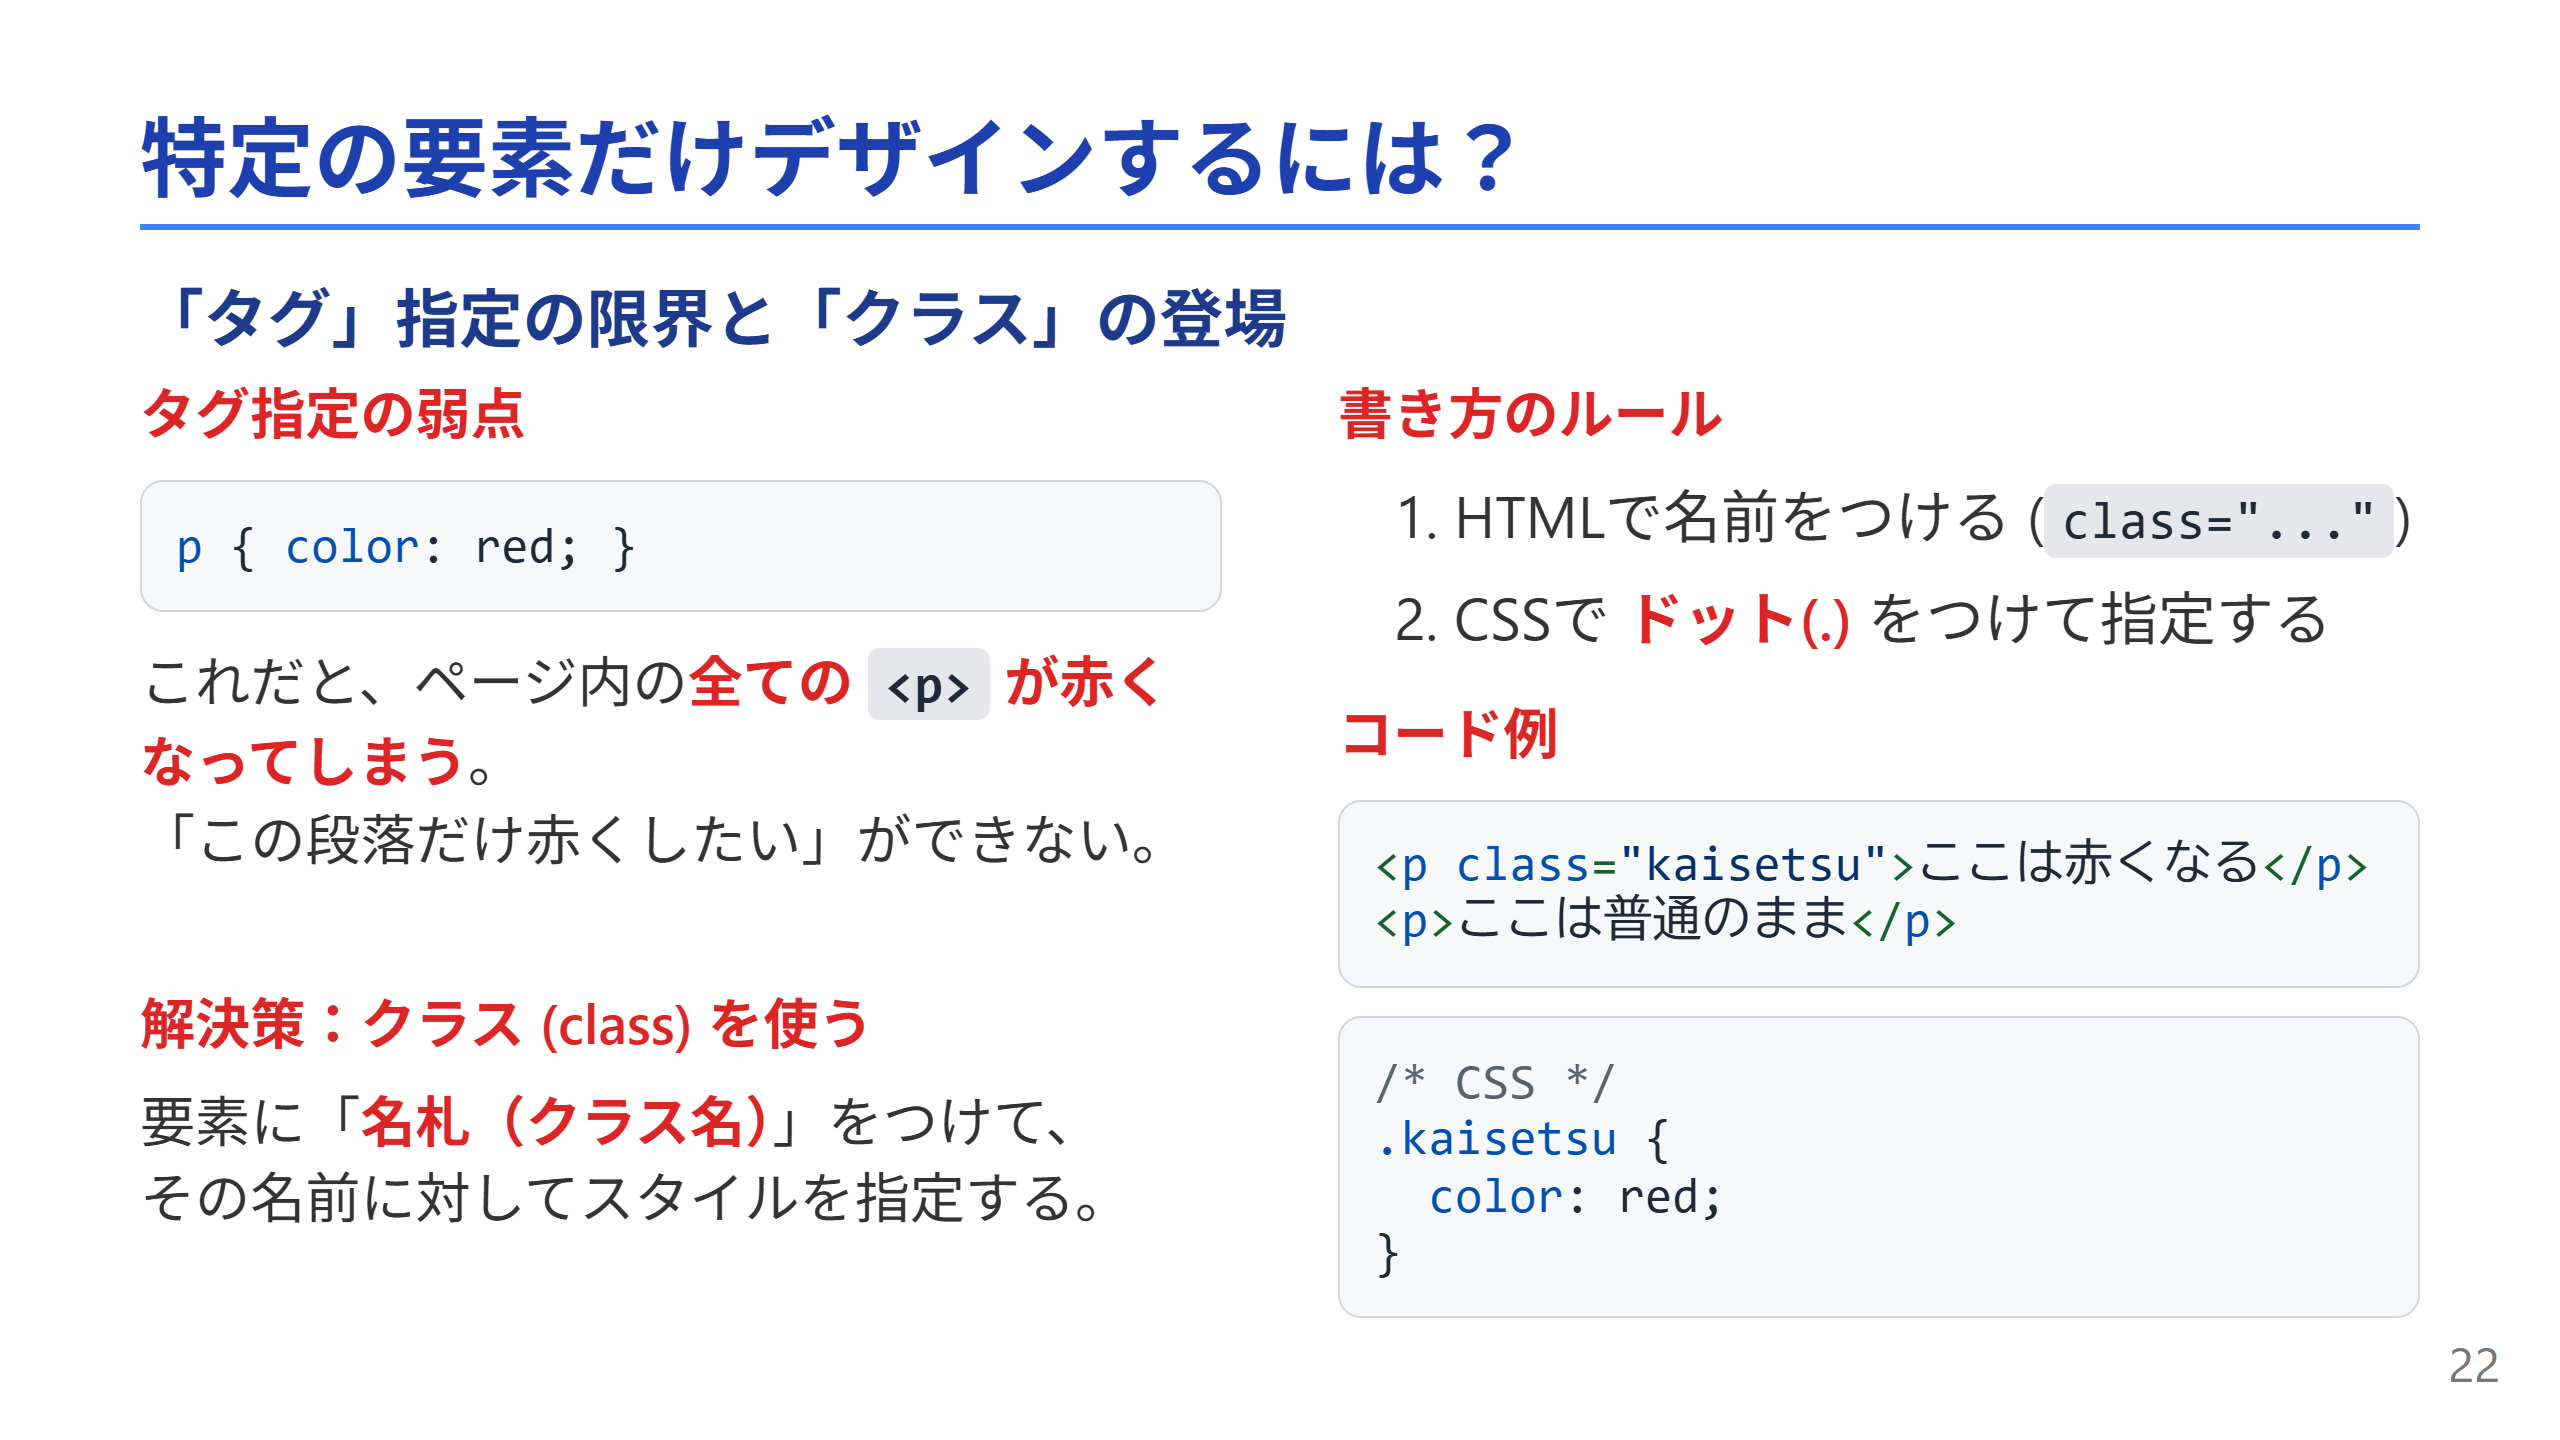 特定の要素だけデザインするには？
「タグ」指定の限界と「クラス」の登場
タグ指定の弱点
p { color: red; }
これだと、ページ内の全ての <p> が赤く
なってしまう。
「この段落だけ赤くしたい」ができない。
解決策：クラス (class) を使う
要素に「名札（クラス名）」をつけて、
その名前に対してスタイルを指定する。
書き方のルール
1. HTMLで名前をつける (class="...")
2. CSSで ドット(.) をつけて指定する
コード例
<p class="kaisetsu">ここは赤くなる</p>
<p>ここは普通のまま</p>
/* CSS */
.kaisetsu {
  color: red;
}
22